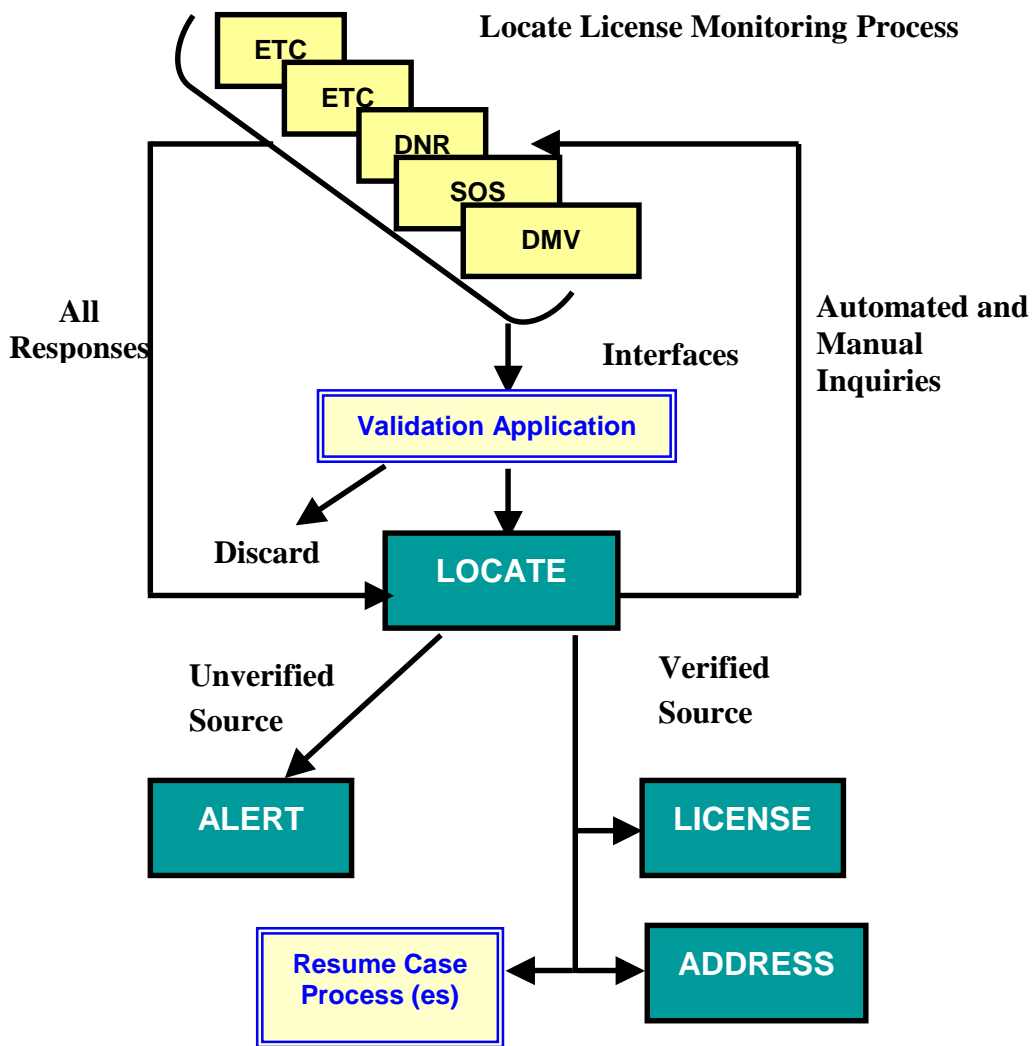 Locate License Monitoring Process
ETC
ETC
DNR
SOS
DMV
All
Responses
Automated and
Manual
Inquiries
Interfaces
Validation Application
Discard
LOCATE
Unverified
Source
Verified
Source
ALERT
LICENSE
Resume Case
Process (es)
ADDRESS